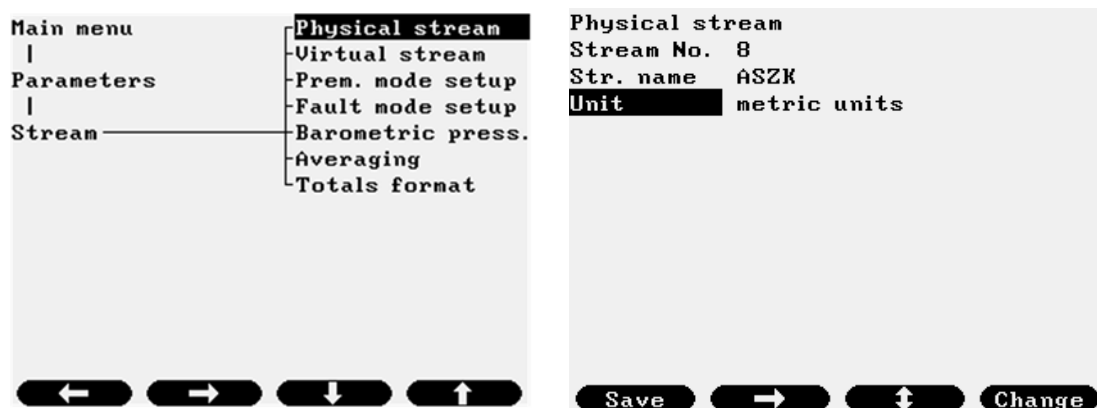 Main menu
Parameters
Stream
Physical stream
Virtual stream
Prem. mode setup
Fault mode setup
Barometric press.
Averaging
Totals format
Physical stream
Stream No. 8
Str. name ASZK
Unit metric units
Save
Change